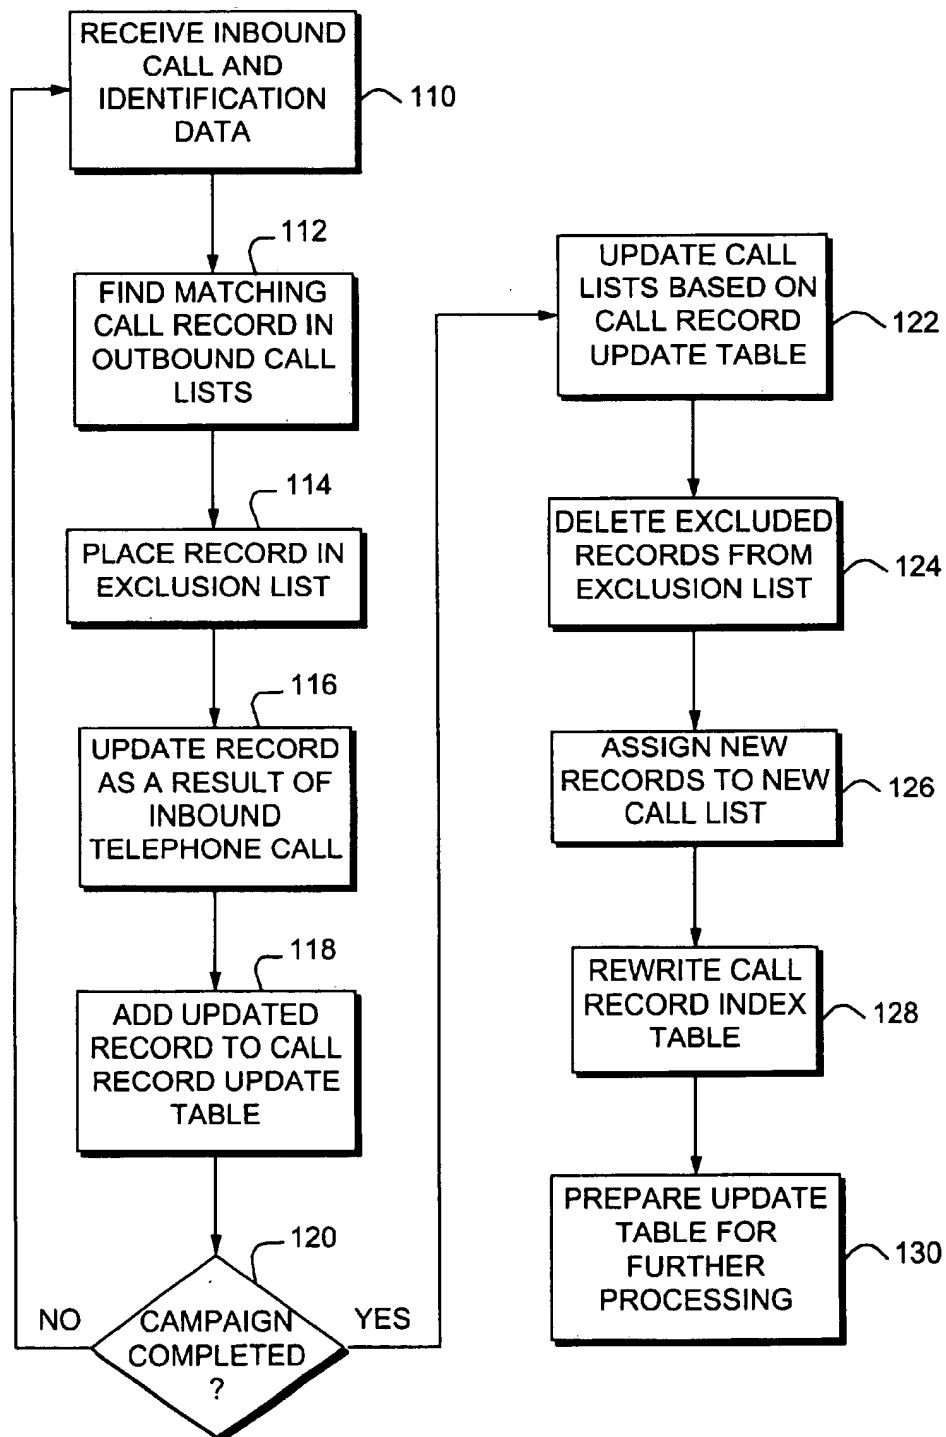 RECEIVE INBOUND
CALL AND
IDENTIFICATION
DATA
110
112
FIND MATCHING
CALL RECORD IN
OUTBOUND CALL
LISTS
114
PLACE RECORD IN
EXCLUSION LIST
116
UPDATE RECORD
AS A RESULT OF
INBOUND
TELEPHONE CALL
118
ADD UPDATED
RECORD TO CALL
RECORD UPDATE
TABLE
120
NO
CAMPAIGN
COMPLETED
?
YES
UPDATE CALL
LISTS BASED ON
CALL RECORD
UPDATE TABLE
122
DELETE EXCLUDED
RECORDS FROM
EXCLUSION LIST
124
ASSIGN NEW
RECORDS TO NEW
CALL LIST
126
REWRITE CALL
RECORD INDEX
TABLE
128
PREPARE UPDATE
TABLE FOR
FURTHER
PROCESSING
130